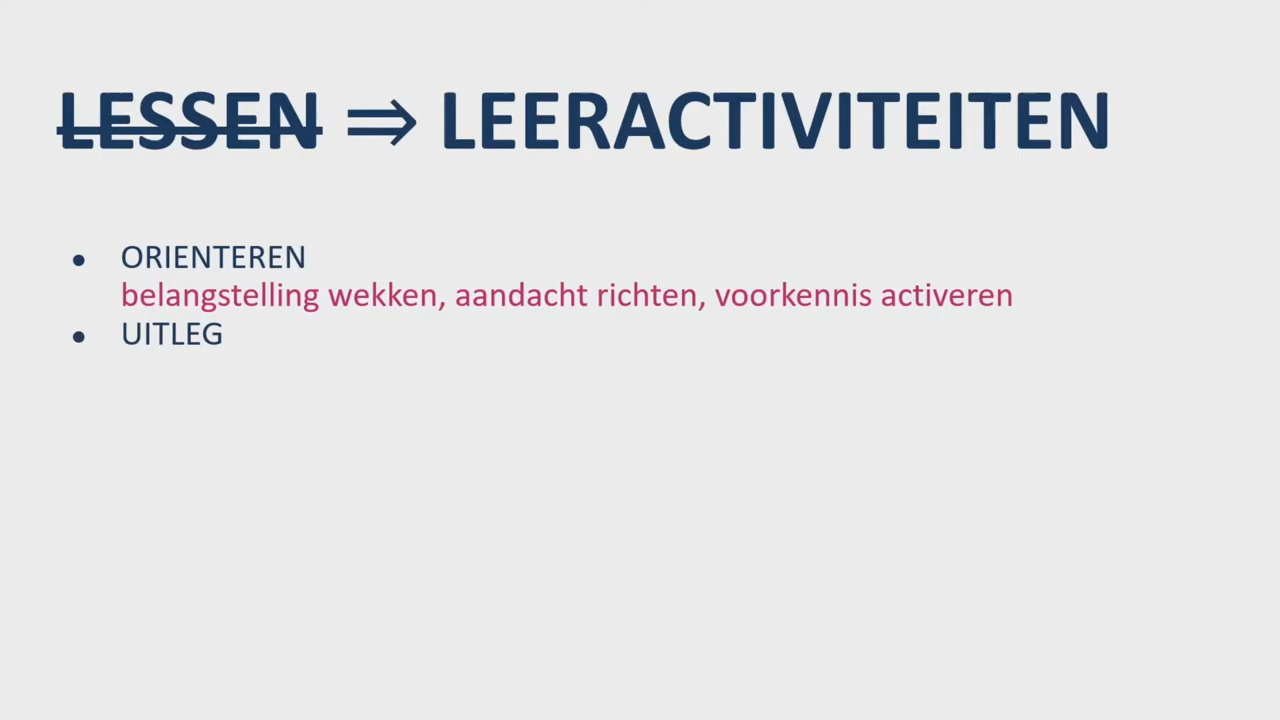 LESSEN ⇒ LEERACTIVITEITEN
• ORIENTEREN
belangstelling wekken, aandacht richten, voorkennis activeren
• UITLEG